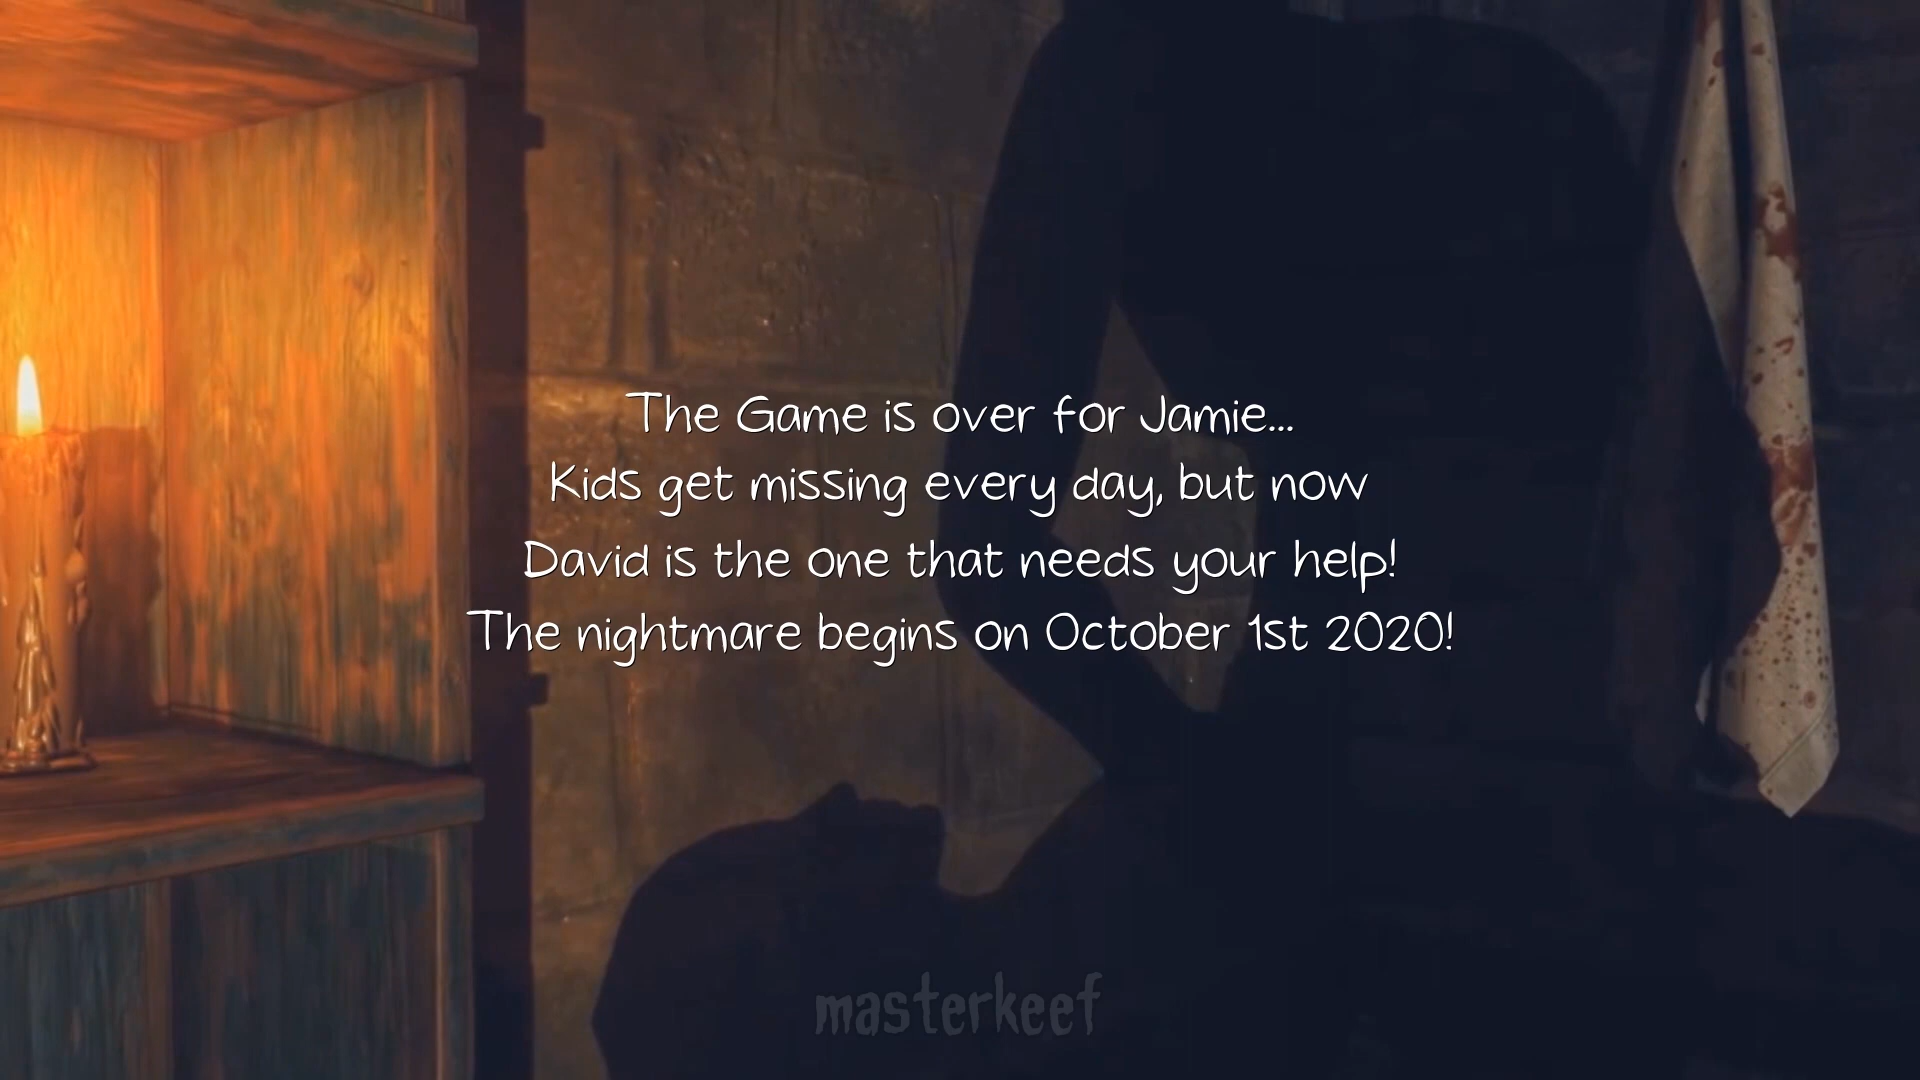 The Game is over for Jamie...
Kids get missing every day, but now
David is the one that needs your help!
The nightmare begins on October 1st 2020!
masterkeef